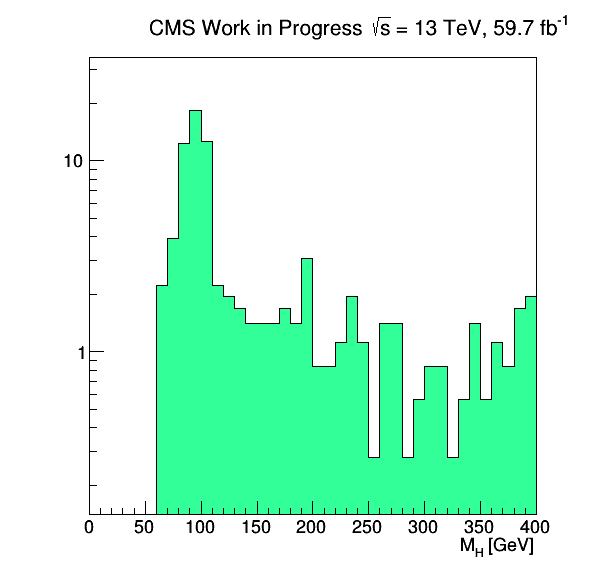 CMS Work in Progress √s = 13 TeV, 59.7 fb⁻¹
10
1
0 50 100 150 200 250 300 350 400
M_H [GeV]